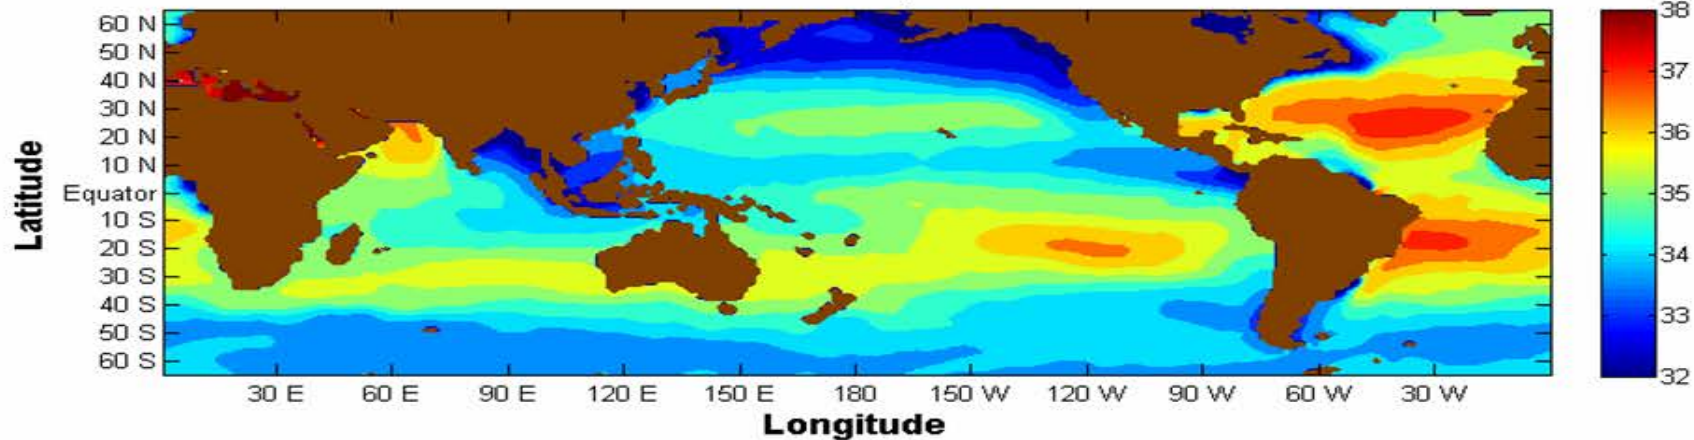 60 N
50 N
40 N
30 N
20 N
10 N
Equator
10 S
20 S
30 S
40 S
50 S
60 S
Latitude
30 E 60 E 90 E 120 E 150 E 180 150 W 120 W 90 W 60 W 30 W
Longitude
38
37
36
35
34
33
32